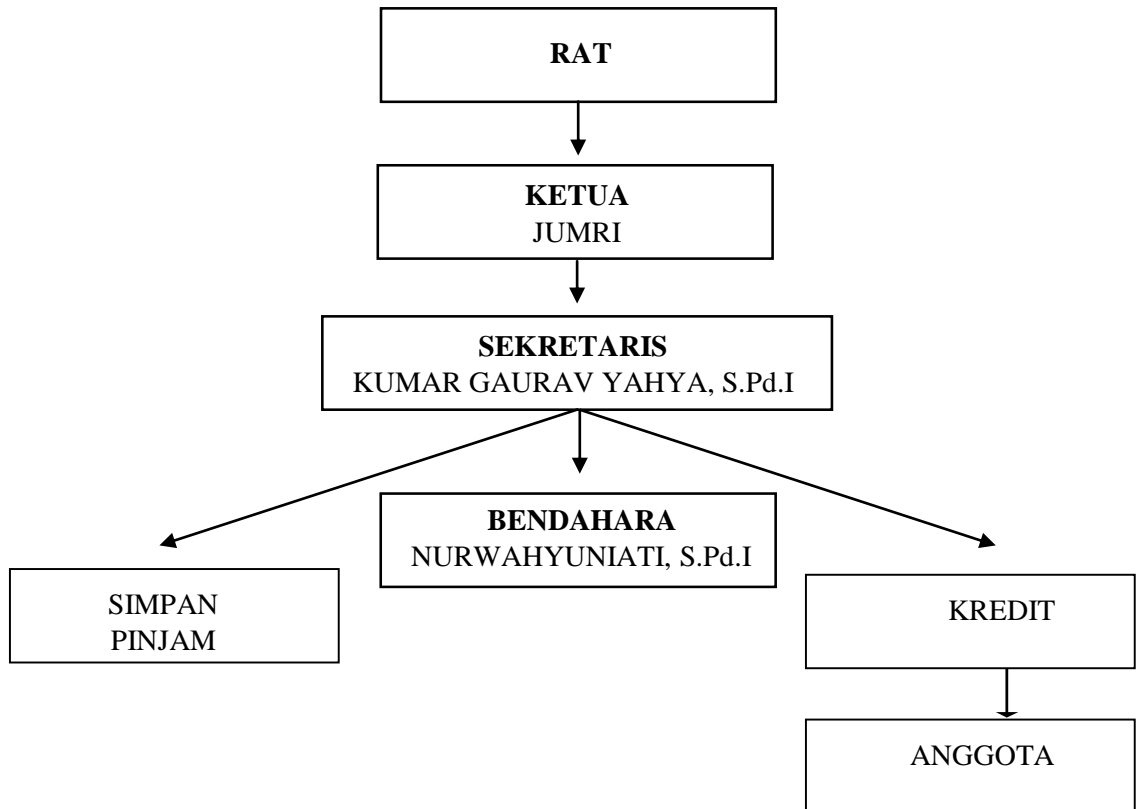 RAT
KETUA
JUMRI
SEKRETARIS
KUMAR GAURAV YAHYA, S.Pd.I
BENDAHARA
NURWAHYUNIATI, S.Pd.I
SIMPAN
PINJAM
KREDIT
ANGGOTA